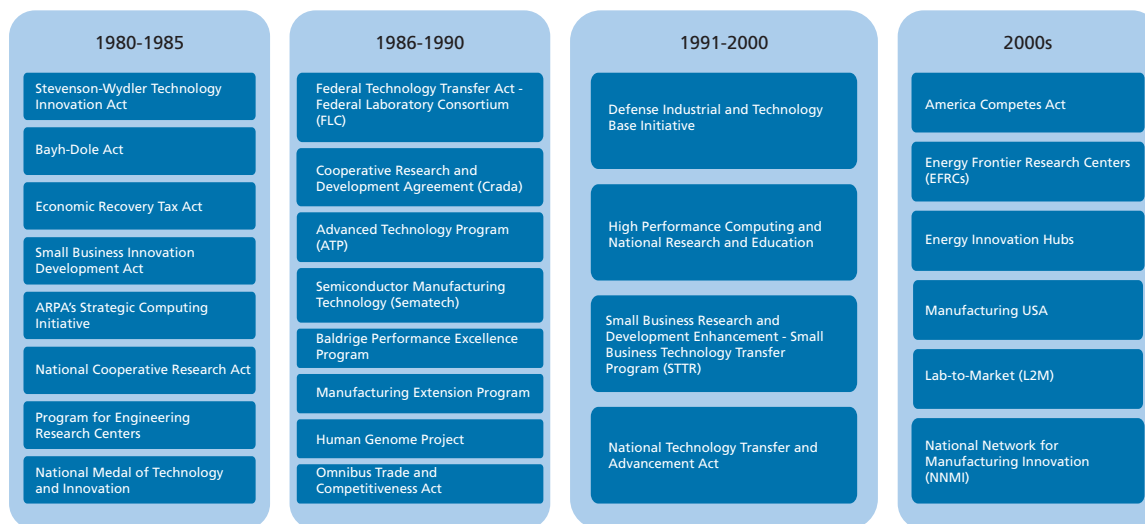 1980-1985
Stevenson-Wydler Technology
Innovation Act
Bayh-Dole Act
Economic Recovery Tax Act
Small Business Innovation
Development Act
ARPA's Strategic Computing
Initiative
National Cooperative Research Act
Program for Engineering
Research Centers
National Medal of Technology
and Innovation
1986-1990
Federal Technology Transfer Act -
Federal Laboratory Consortium
(FLC)
Cooperative Research and
Development Agreement (Crada)
Advanced Technology Program
(ATP)
Semiconductor Manufacturing
Technology (Sematech)
Baldrige Performance Excellence
Program
Manufacturing Extension Program
Human Genome Project
Omnibus Trade and
Competitiveness Act
1991-2000
Defense Industrial and Technology
Base Initiative
High Performance Computing and
National Research and Education
Small Business Research and
Development Enhancement - Small
Business Technology Transfer
Program (STTR)
National Technology Transfer and
Advancement Act
2000s
America Competes Act
Energy Frontier Research Centers
(EFRCs)
Energy Innovation Hubs
Manufacturing USA
Lab-to-Market (L2M)
National Network for
Manufacturing Innovation
(NNMI)